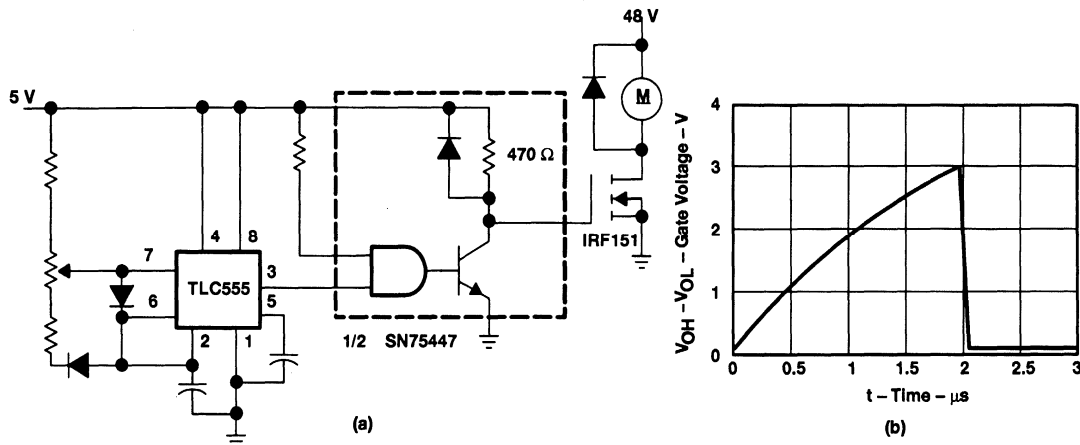 48 V
5 V
M
470 Ω
4
8
7
3
TLC555
6
5
2
1
IRF151
1/2 SN75447
(a)
VOH – VOL – Gate Voltage – V
4
3
2
1
0
0 0.5 1 1.5 2 2.5 3
t – Time – μs
(b)